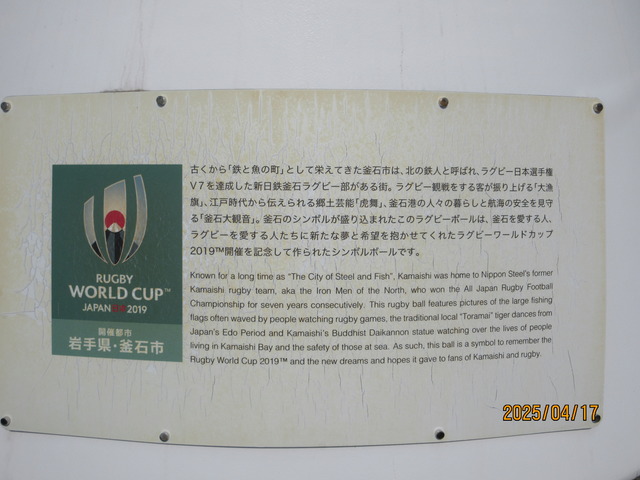 古くから「鉄と魚の町」として栄えてきた釜石市は、北の鉄人と呼ばれ、ラグビー日本選手権
V7を達成した新日鉄釜石ラグビー部がある街。ラグビー観戦をする客が振り上げる「大漁
旗」、江戸時代から伝えられる郷土芸能「虎舞」、釜石港の人々の暮らしと航海の安全を見守
る「釜石大観音」。釜石のシンボルが盛り込まれたこのラグビーボールは、釜石を愛する人、
ラグビーを愛する人たちに新たな夢と希望を抱かせてくれたラグビーワールドカップ
2019™開催を記念して作られたシンボルボールです。
Known for a long time as "The City of Steel and Fish", Kamaishi was home to Nippon Steel's former
Kamaishi rugby team, aka the Iron Men of the North, who won the All Japan Rugby Football
Championship for seven years consecutively. This rugby ball features pictures of the large fishing
flags often waved by people watching rugby games, the traditional local "Toramai" tiger dances from
Japan's Edo Period and Kamaishi's Buddhist Daikannon statue watching over the lives of people
living in Kamaishi Bay and the safety of those at sea. As such, this ball is a symbol to remember the
Rugby World Cup 2019™ and the new dreams and hopes it gave to fans of Kamaishi and rugby.
RUGBY
WORLD CUP™
JAPAN 日本 2019
開催都市
岩手県・釜石市
2025/04/17